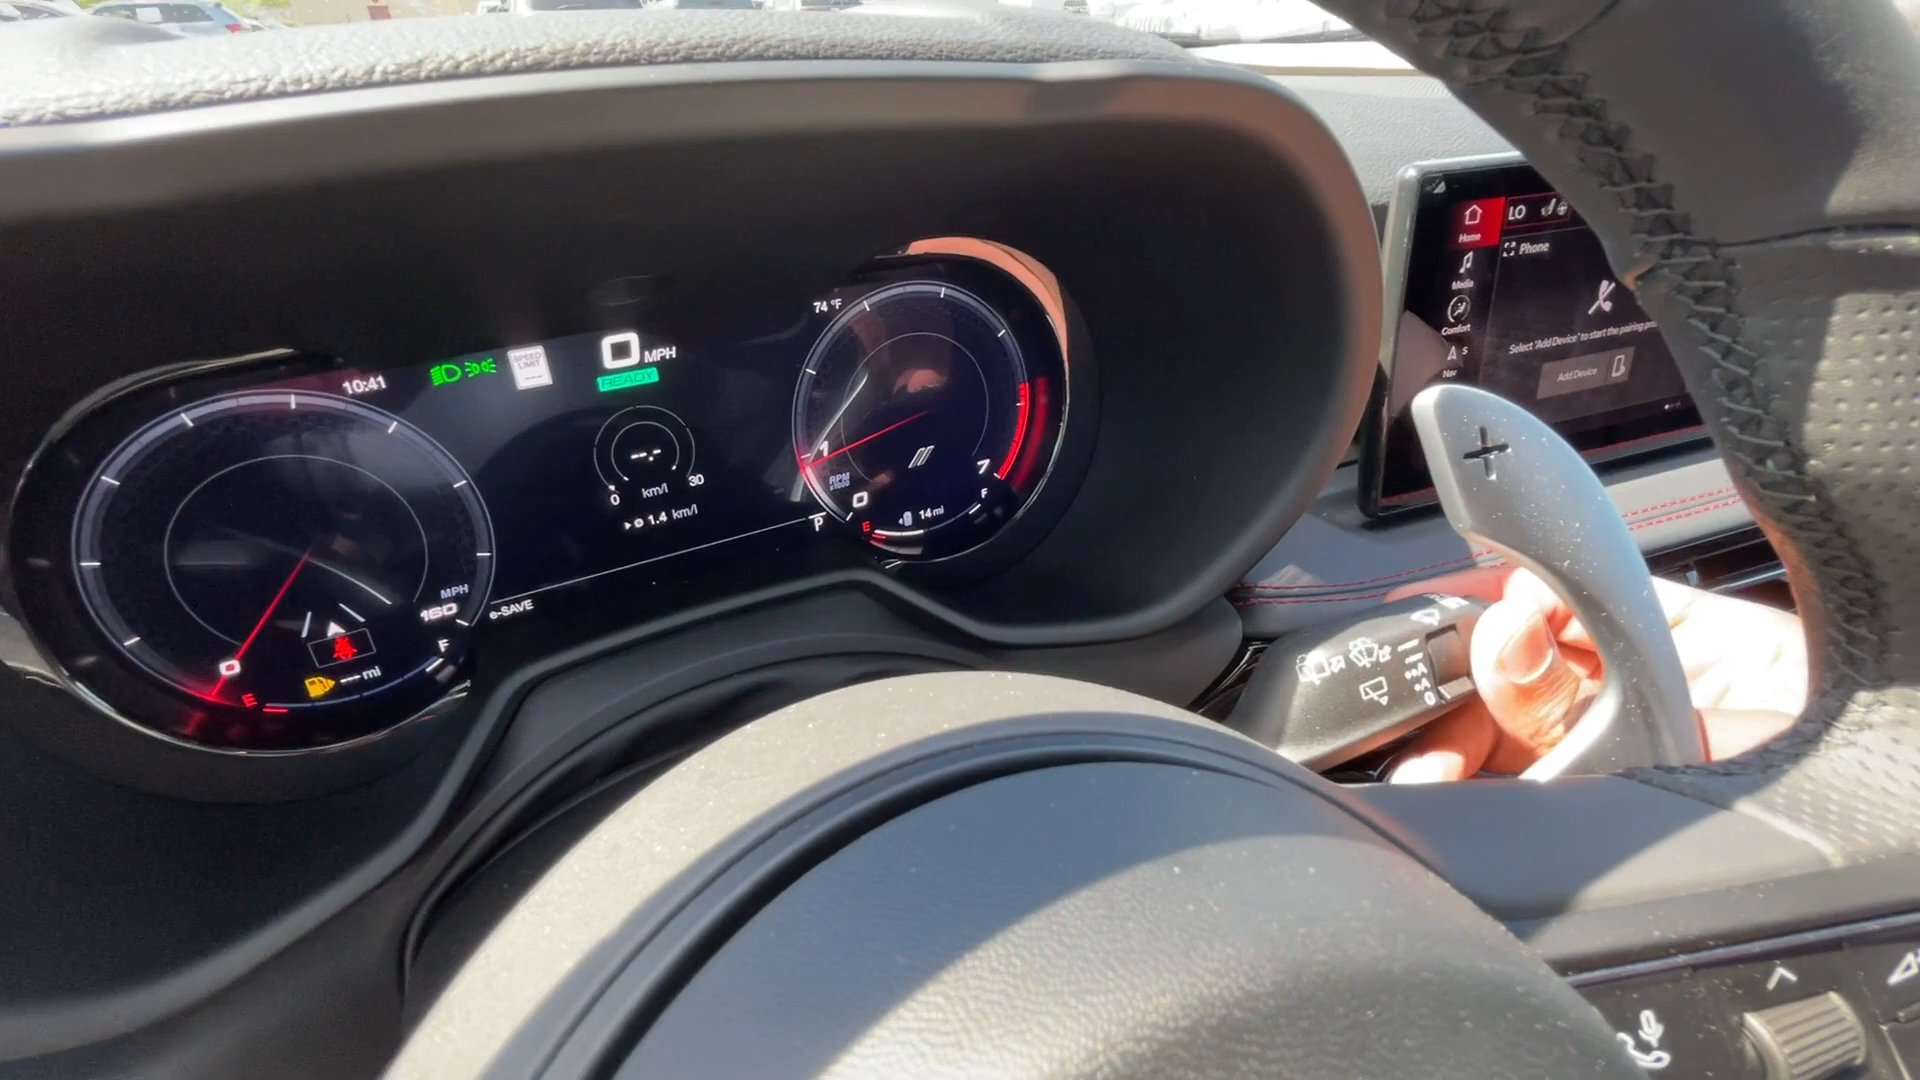 10:41
SPEED
LIMIT
0 MPH
READY
74 °F
--.-
0 km/l 30
1.4 km/l
P
e-SAVE
MPH
160
0
E
F
--- mi
1
RPM
x1000
0
7
E
F
14 mi
Home
LO
Phone
Media
Comfort
Nav
Select 'Add Device' to start the pairing pro
Add Device
+
A
A
0